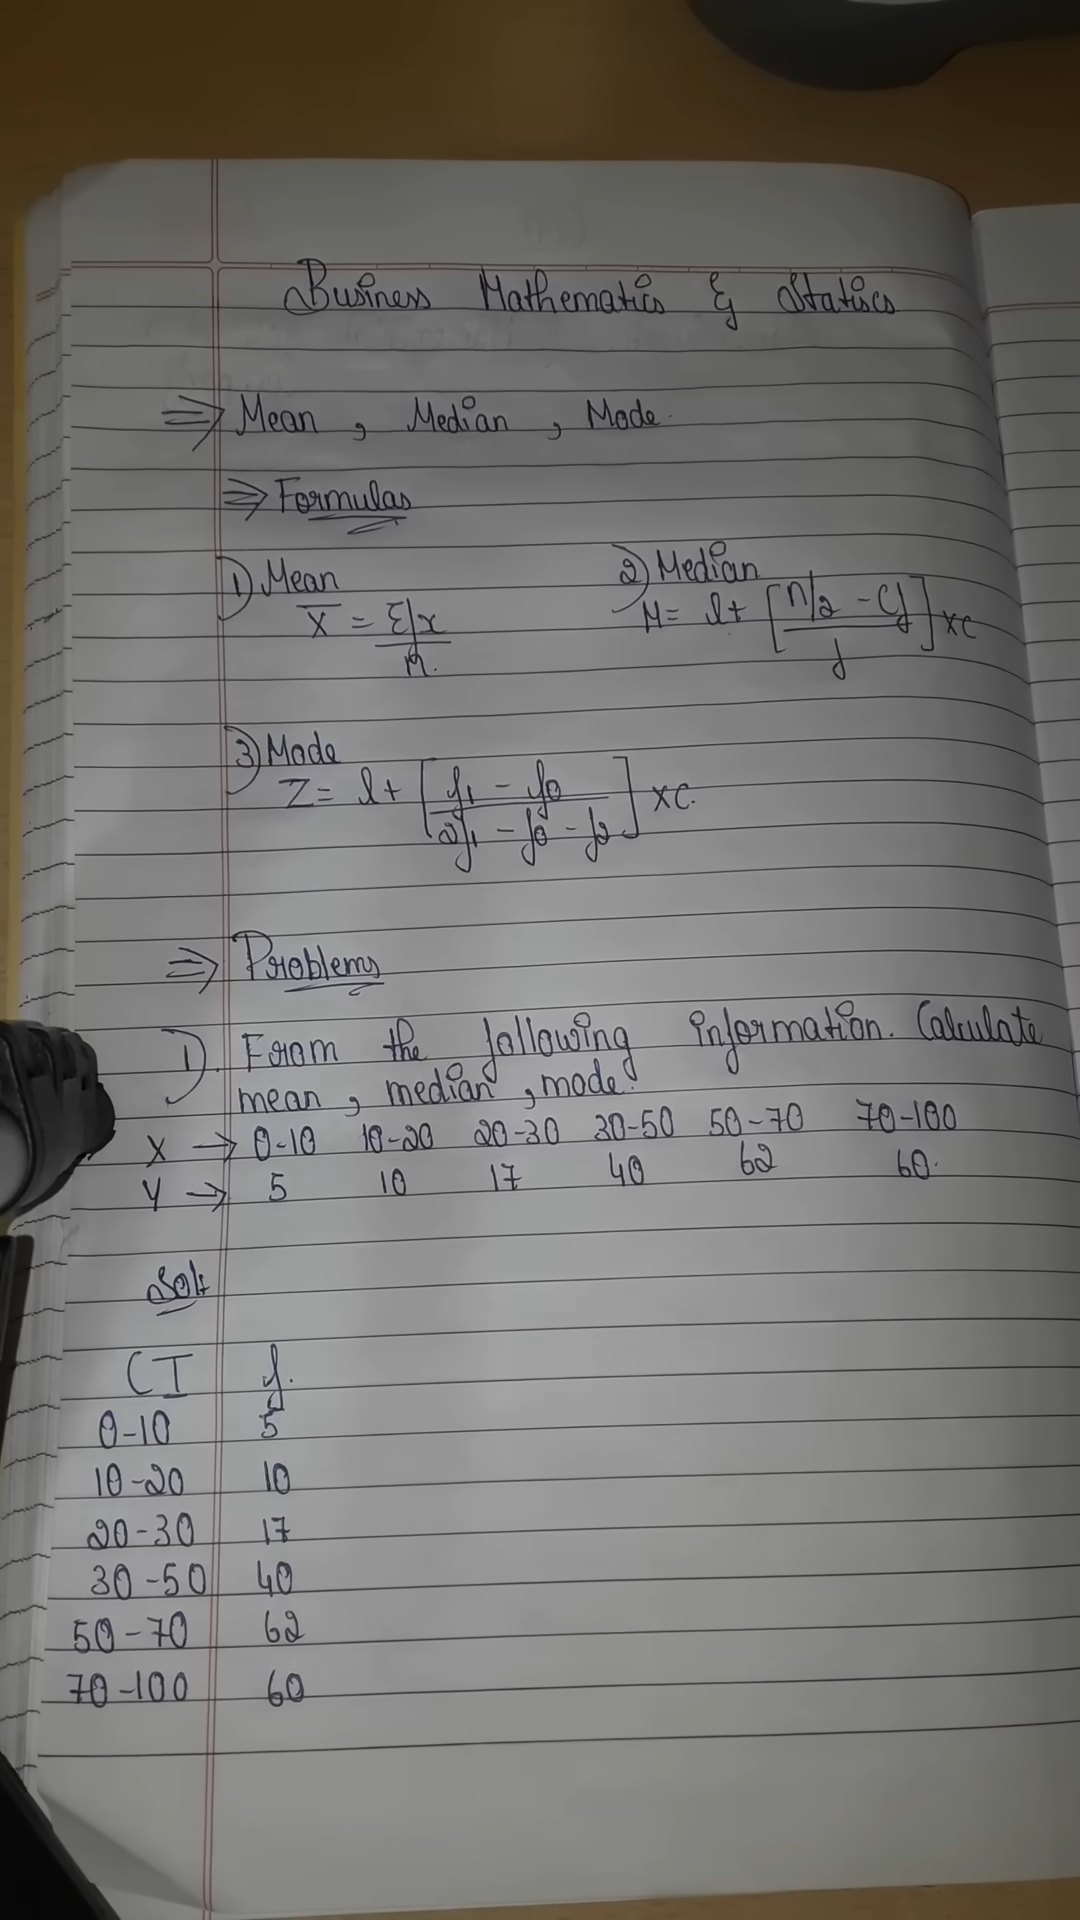 Business Mathematics & Statiscs
⇒ Mean, Median, Mode.
⇒ Formulas
1) Mean
2) Median
X̄ = Σfx/n.
M = l + [n/2 - cf / f] × c
3) Mode
Z = l + [f1 - f0 / 2f1 - f0 - f2] × c.
⇒ Problems
1). From the following information. Calculate
mean, median, mode.
X → 0-10 10-20 20-30 30-50 50-70 70-100
Y → 5 10 17 40 62 60.
Sol:
CI f.
0-10 5
10-20 10
20-30 17
30-50 40
50-70 62
70-100 60